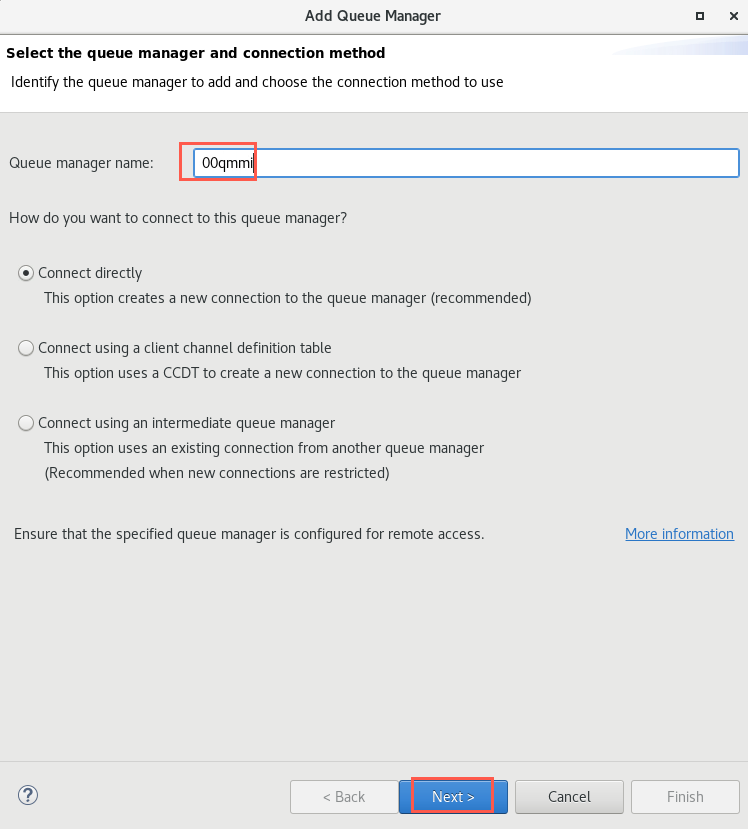 Add Queue Manager
Select the queue manager and connection method
Identify the queue manager to add and choose the connection method to use
Queue manager name: 00qmmi
How do you want to connect to this queue manager?
Connect directly
This option creates a new connection to the queue manager (recommended)
Connect using a client channel definition table
This option uses a CCDT to create a new connection to the queue manager
Connect using an intermediate queue manager
This option uses an existing connection from another queue manager
(Recommended when new connections are restricted)
Ensure that the specified queue manager is configured for remote access. More information
? < Back Next > Cancel Finish